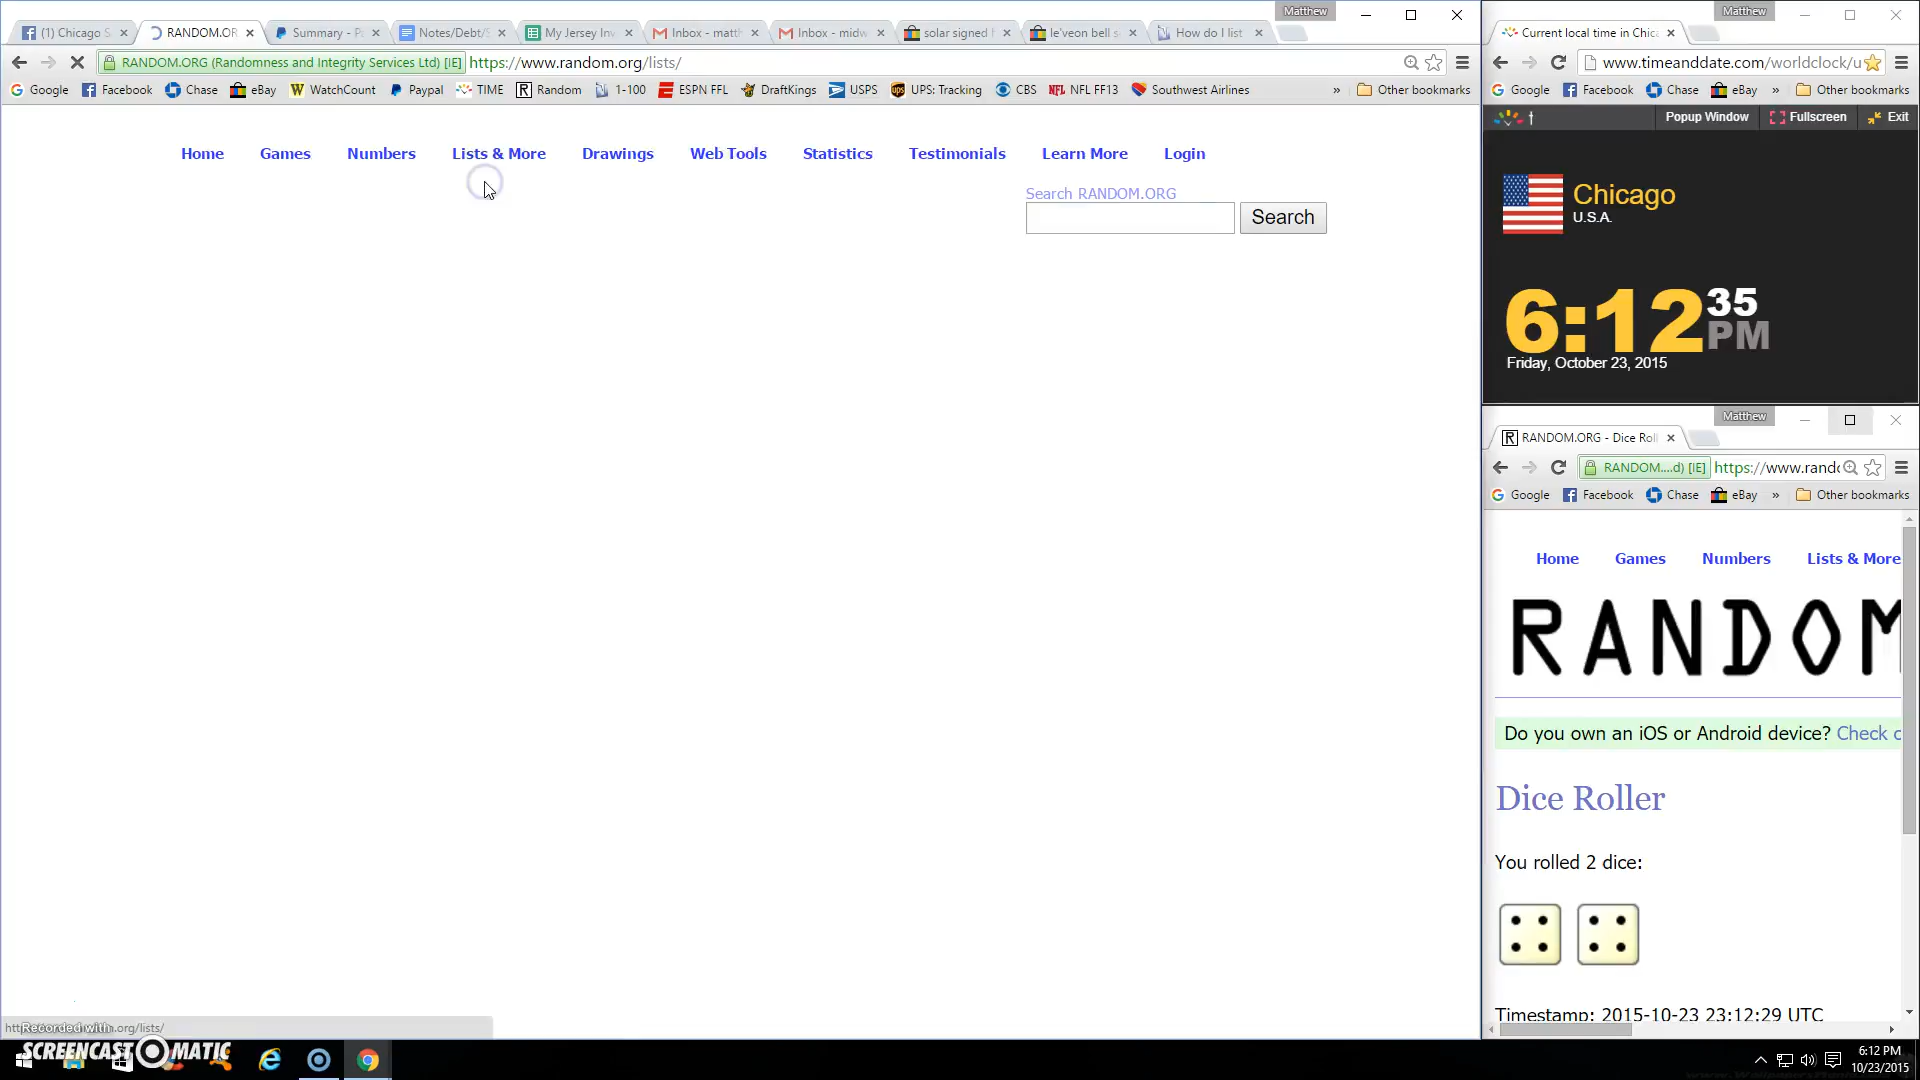 Matthew
(1) Chicago S
RANDOM.OR
Summary - P
Notes/Debt/S
My Jersey Inv
Inbox - matth
Inbox - midw
solar signed h
le'veon bell s
How do I list
RANDOM.ORG (Randomness and Integrity Services Ltd) [IE]
https://www.random.org/lists/
Google
Facebook
Chase
eBay
WatchCount
Paypal
TIME
Random
1-100
ESPN FFL
DraftKings
USPS
UPS: Tracking
CBS
NFL FF13
Southwest Airlines
»
Other bookmarks
Home
Games
Numbers
Lists & More
Drawings
Web Tools
Statistics
Testimonials
Learn More
Login
Search RANDOM.ORG
Search
Matthew
Current local time in Chic
www.timeanddate.com/worldclock/u
Google
Facebook
Chase
eBay
»
Other bookmarks
Popup Window
Fullscreen
Exit
Chicago
U.S.A.
6:12 35 PM
Friday, October 23, 2015
Matthew
RANDOM.ORG - Dice Roll
RANDOM....d) [IE]
https://www.rand
Google
Facebook
Chase
eBay
»
Other bookmarks
Home
Games
Numbers
Lists & More
RANDOM
Do you own an iOS or Android device? Check
Dice Roller
You rolled 2 dice:
Timestamp: 2015-10-23 23:12:29 UTC
Recorded with
.org/lists/
SCREENCAST-O-MATIC
6:12 PM
10/23/2015